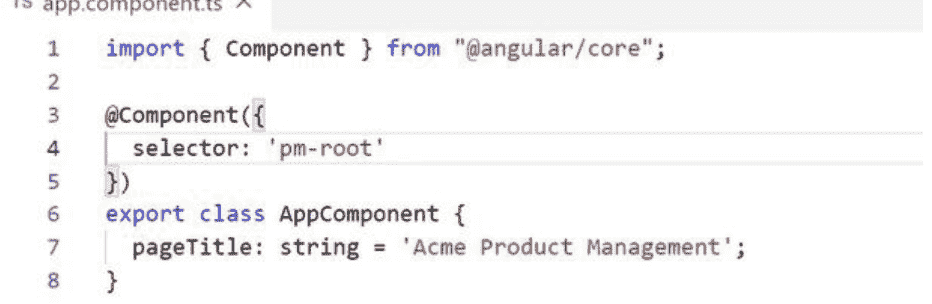 TS app.component.ts ×
1 import { Component } from "@angular/core";
2
3 @Component({
4   selector: 'pm-root'
5 })
6 export class AppComponent {
7   pageTitle: string = 'Acme Product Management';
8 }